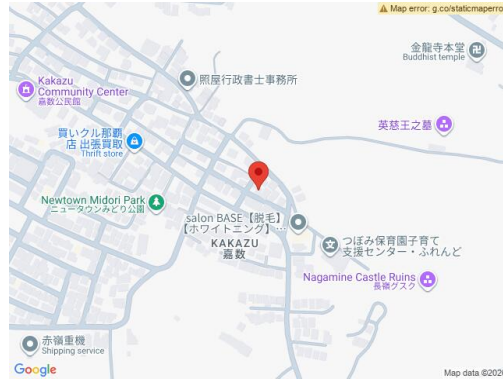 Map error: g.co/staticmaperro
金龍寺本堂
Buddhist temple
照屋行政書士事務所
Kakazu
Community Center
嘉数公民館
英慈王之墓
買いクル那覇
店 出張買取
Thrift store
Newtown Midori Park
ニュータウンみどり公園
salon BASE【脱毛】
【ホワイトニング】...
KAKAZU
嘉数
つぼみ保育園子育て
支援センター・ふれんど
Nagamine Castle Ruins
長嶺グスク
赤嶺重機
Shipping service
Google
Map data ©202